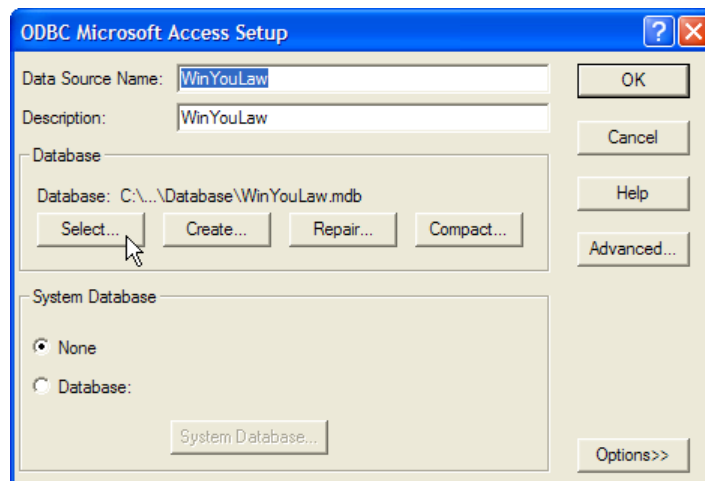 ODBC Microsoft Access Setup
Data Source Name: WinYouLaw
OK
Description: WinYouLaw
Cancel
Database
Database: C:\...\Database\WinYouLaw.mdb
Help
Select... Create... Repair... Compact...
Advanced...
System Database
None
Database:
System Database...
Options>>